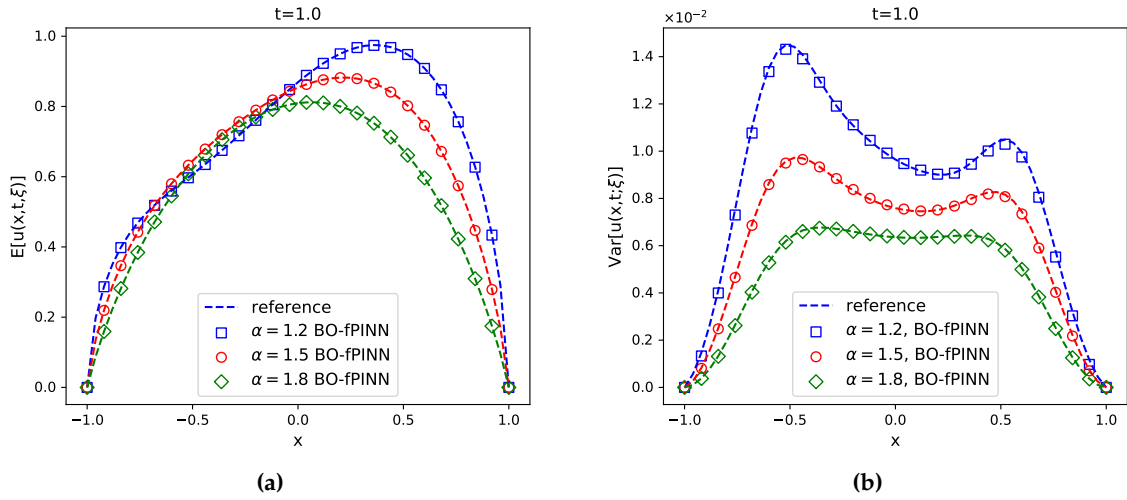 t=1.0
E[u(x,t,ξ)]
1.0
0.8
0.6
0.4
0.2
0.0
reference
α = 1.2 BO-fPINN
α = 1.5 BO-fPINN
α = 1.8 BO-fPINN
−1.0 −0.5 0.0 0.5 1.0
x
(a)
×10⁻² t=1.0
Var[u(x,t;ξ)]
1.4
1.2
1.0
0.8
0.6
0.4
0.2
0.0
reference
α = 1.2, BO-fPINN
α = 1.5, BO-fPINN
α = 1.8, BO-fPINN
−1.0 −0.5 0.0 0.5 1.0
x
(b)